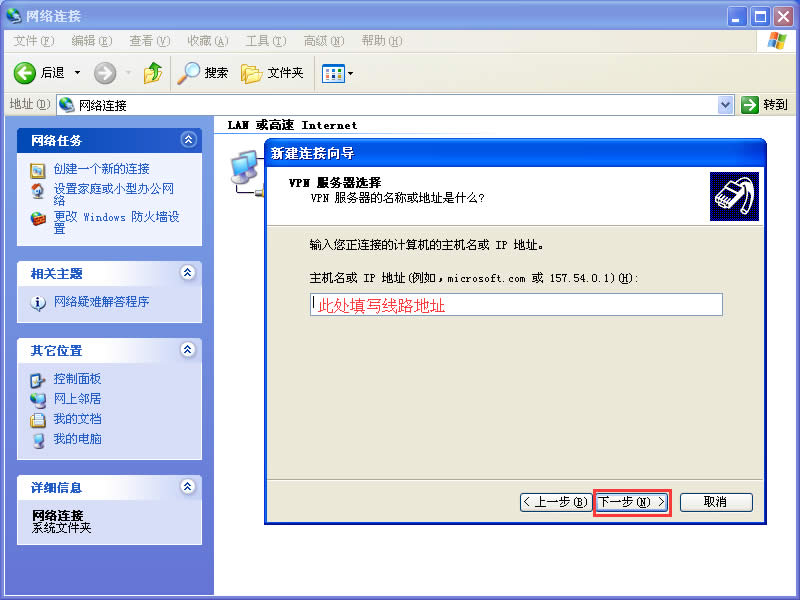 网络连接
文件(F) 编辑(E) 查看(V) 收藏(A) 工具(T) 高级(N) 帮助(H)
后退 搜索 文件夹
地址(D) 网络连接 转到
网络任务
创建一个新的连接
设置家庭或小型办公网
络
更改 Windows 防火墙设
置
相关主题
网络疑难解答程序
其它位置
控制面板
网上邻居
我的文档
我的电脑
详细信息
网络连接
系统文件夹
LAN 或高速 Internet
新建连接向导
VPN 服务器选择
VPN 服务器的名称或地址是什么?
输入您正连接的计算机的主机名或 IP 地址。
主机名或 IP 地址(例如,microsoft.com 或 157.54.0.1)(H):
此处填写线路地址
< 上一步(B) 下一步(N) > 取消